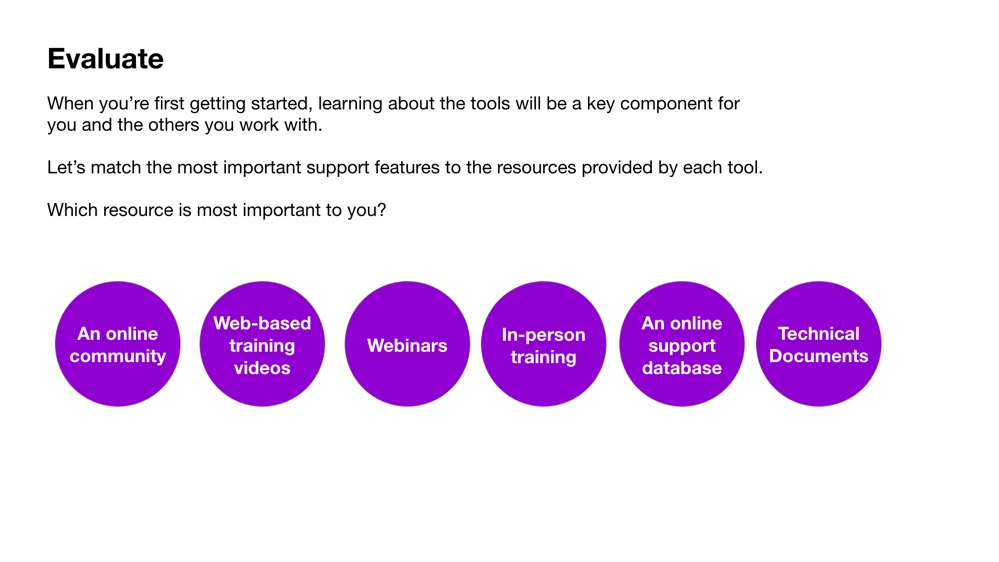 Evaluate
When you’re first getting started, learning about the tools will be a key component for
you and the others you work with.
Let’s match the most important support features to the resources provided by each tool.
Which resource is most important to you?
An online
community
Web-based
training
videos
Webinars
In-person
training
An online
support
database
Technical
Documents